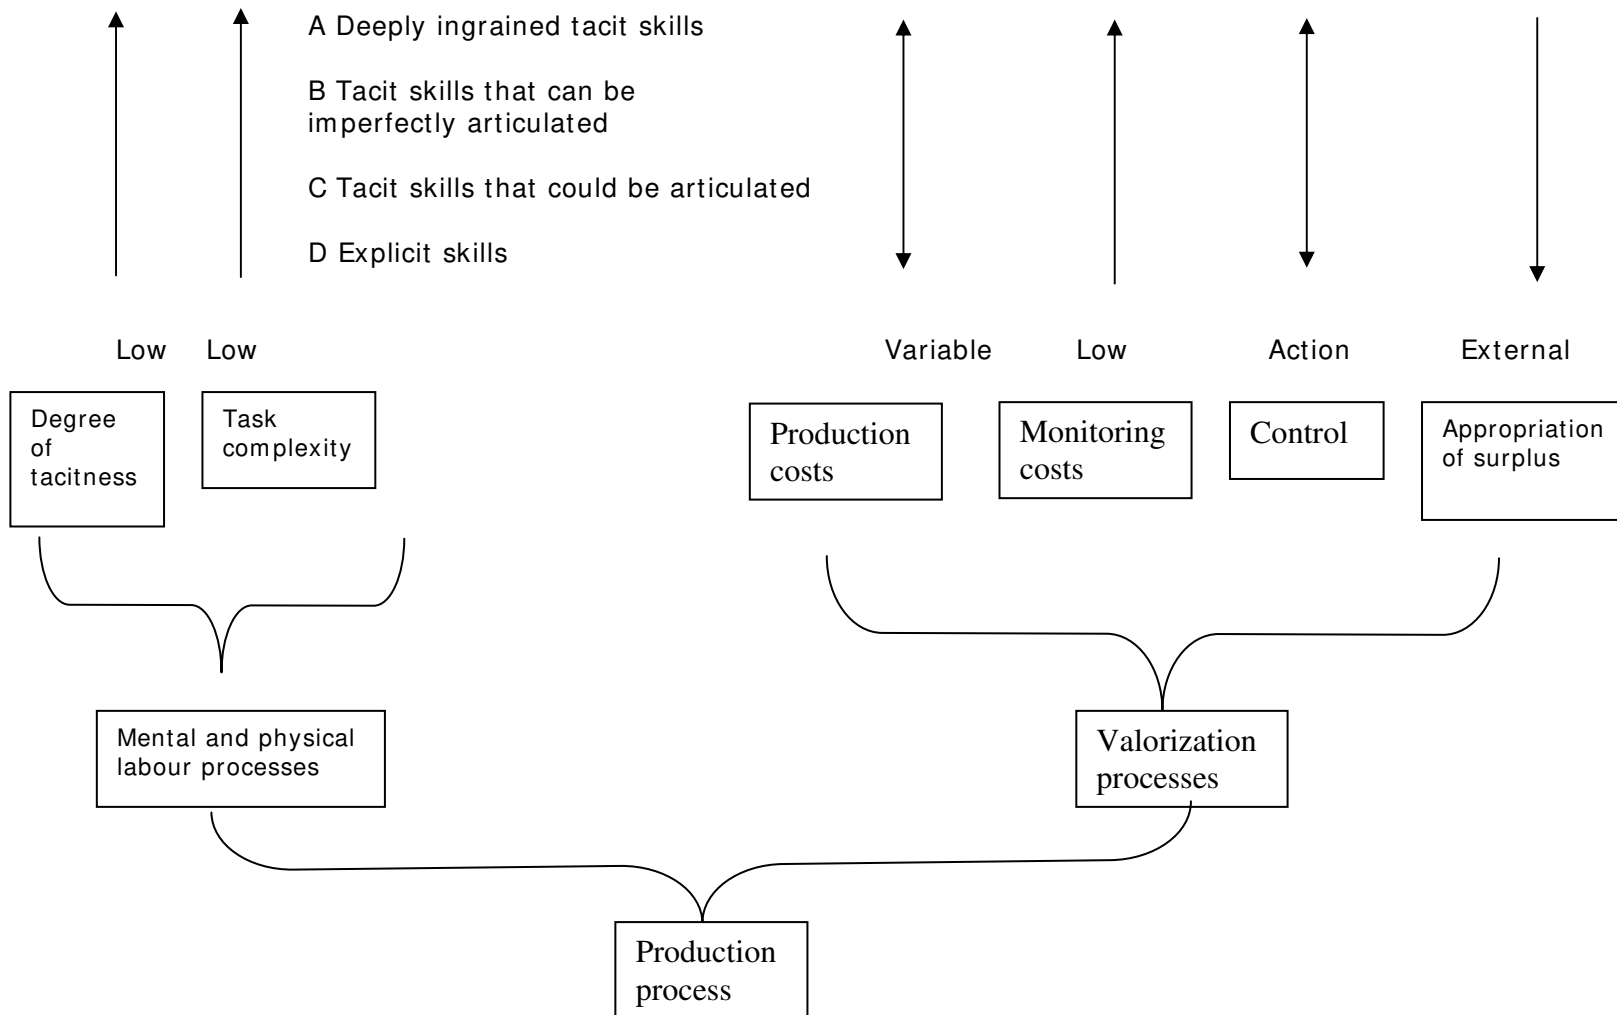 A Deeply ingrained tacit skills
B Tacit skills that can be
imperfectly articulated
C Tacit skills that could be articulated
D Explicit skills
Low Low Variable Low Action External
Degree
of
tacitness
Task
complexity
Production
costs
Monitoring
costs
Control
Appropriation
of surplus
Mental and physical
labour processes
Valorization
processes
Production
process